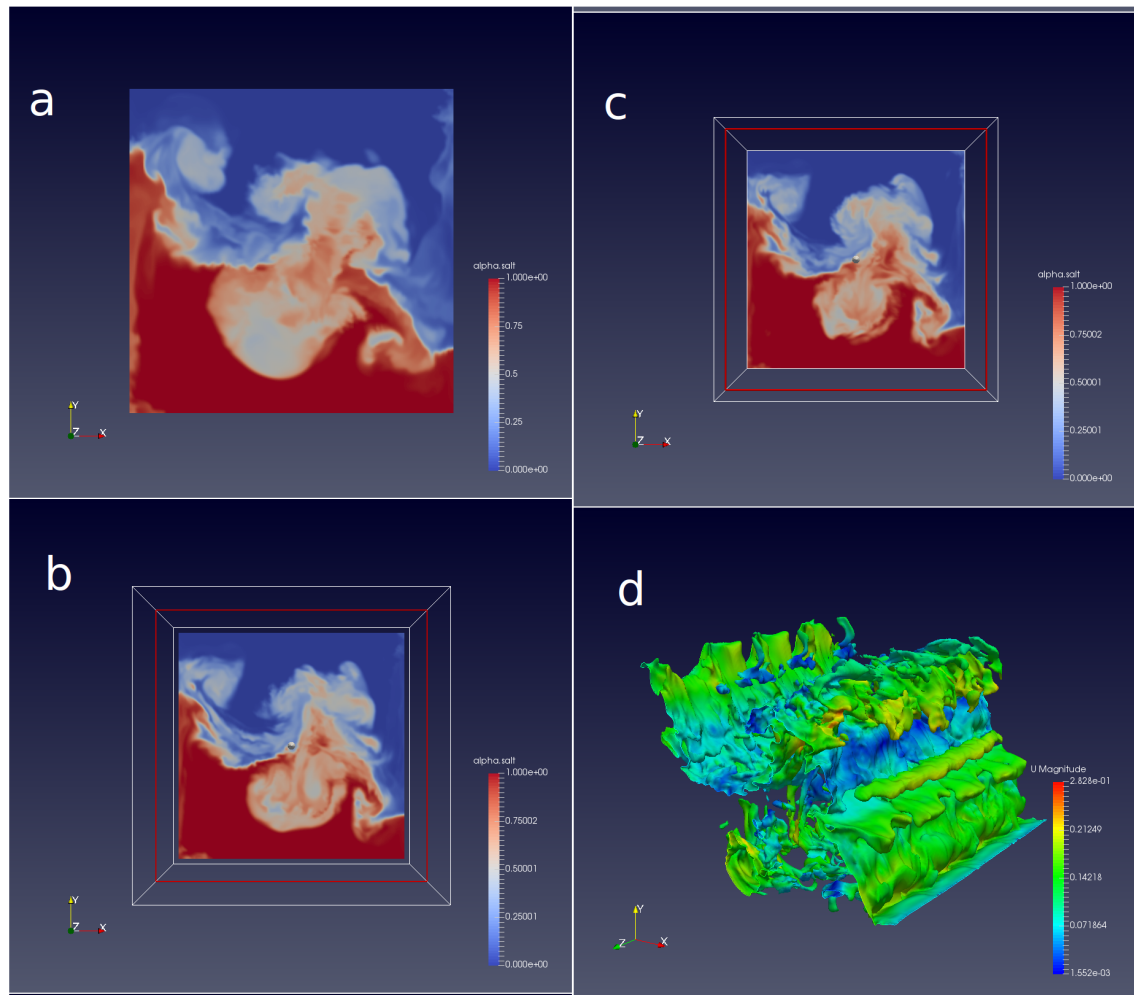 a
alpha.salt
1.000e+00
0.75
0.5
0.25
0.000e+00
Y
Z X
c
alpha.salt
1.000e+00
0.75002
0.50001
0.25001
0.000e+00
Y
Z X
b
alpha.salt
1.000e+00
0.75002
0.50001
0.25001
0.000e+00
Y
Z X
d
U Magnitude
2.828e-01
0.21249
0.14218
0.071864
1.552e-03
Y
Z X